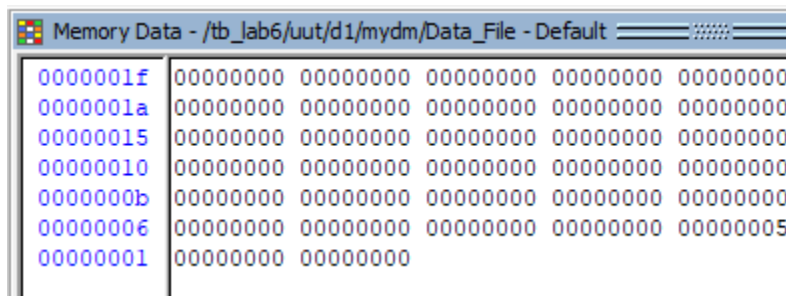 Memory Data - /tb_lab6/uut/d1/mydm/Data_File - Default
0000001f 00000000 00000000 00000000 00000000 00000000
0000001a 00000000 00000000 00000000 00000000 00000000
00000015 00000000 00000000 00000000 00000000 00000000
00000010 00000000 00000000 00000000 00000000 00000000
0000000b 00000000 00000000 00000000 00000000 00000000
00000006 00000000 00000000 00000000 00000000 00000005
00000001 00000000 00000000